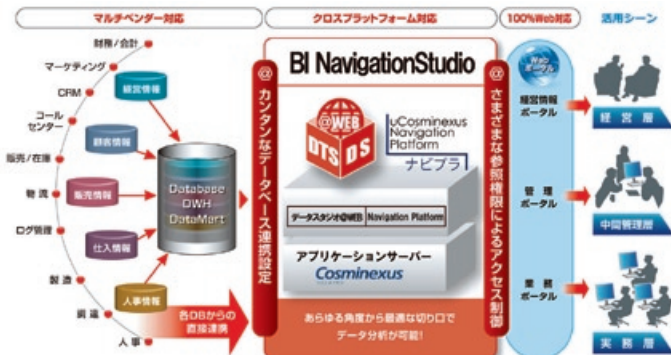 マルチベンダー対応
クロスプラットフォーム対応
100%Web対応
活用シーン
財務/会計
マーケティング
CRM
コール
センター
販売/在庫
物流
ログ管理
製造
調達
人事
経営情報
顧客情報
販売情報
仕入情報
人事情報
Database
DWH
DataMart
各DBからの
直接連携
@カンタンなデータベース連携設定
BI NavigationStudio
@WEB
DTS
DS
uCosminexus
Navigation
Platform
ナビプラ
データスタジオ@WEB
Navigation Platform
アプリケーションサーバー
Cosminexus
あらゆる角度から最適な切り口で
データ分析が可能!
@さまざまな参照権限によるアクセス制御
Web
ポータル
経営情報
ポータル
管理
ポータル
業務
ポータル
経営層
中間管理層
実務層